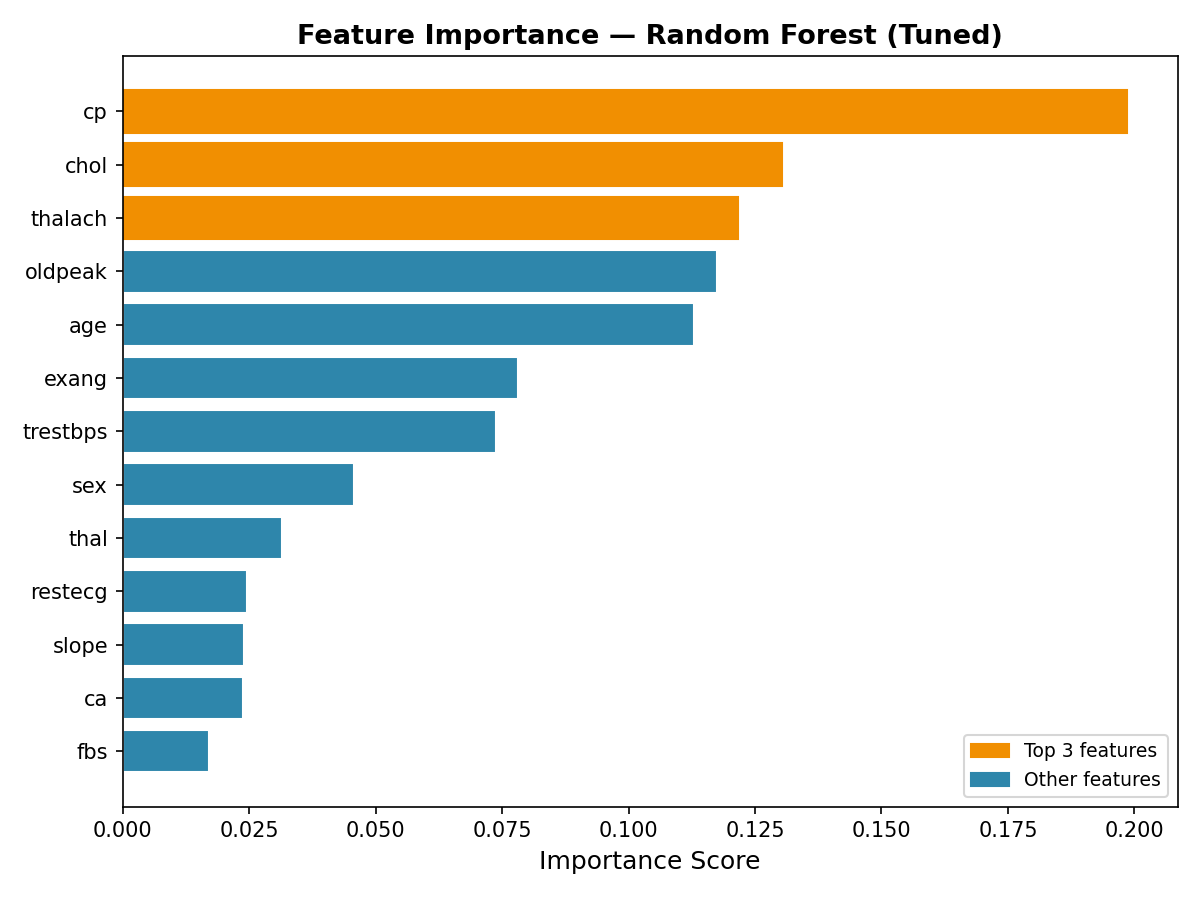 Feature Importance — Random Forest (Tuned)
cp
chol
thalach
oldpeak
age
exang
trestbps
sex
thal
restecg
slope
ca
fbs
Top 3 features
Other features
0.000 0.025 0.050 0.075 0.100 0.125 0.150 0.175 0.200
Importance Score